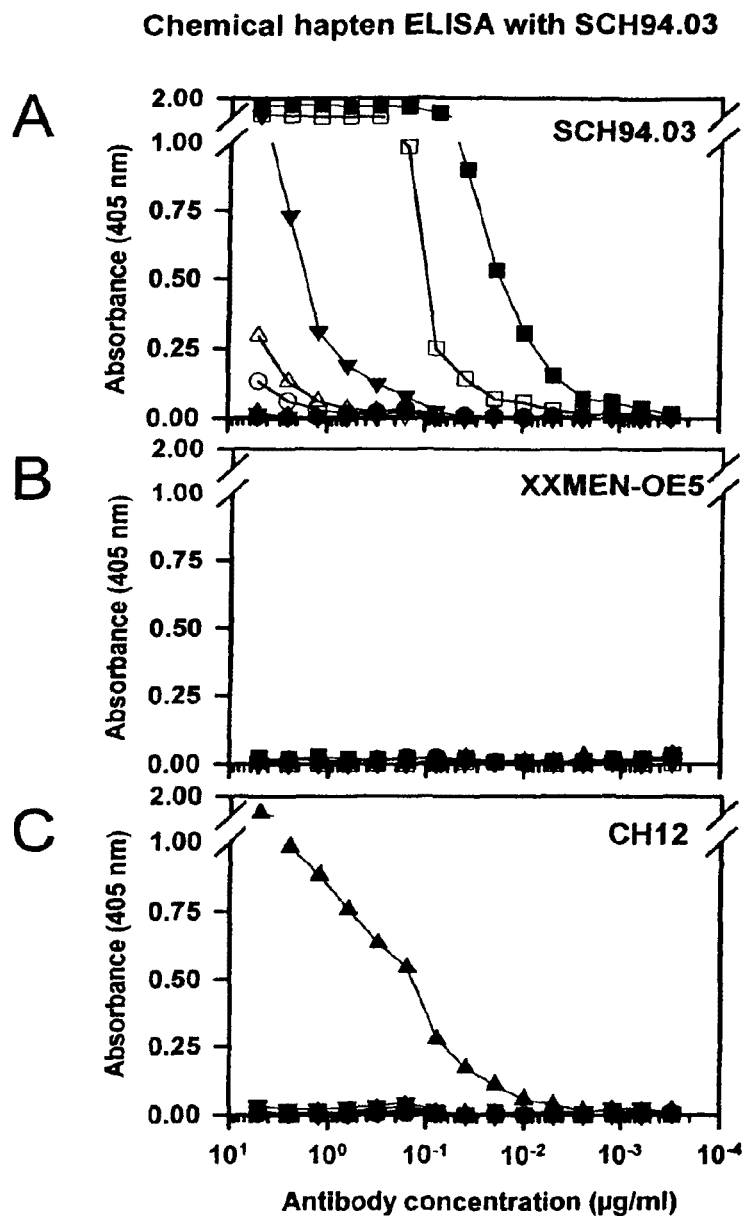 Chemical hapten ELISA with SCH94.03
A
SCH94.03
Absorbance (405 nm)
2.00
1.00
0.75
0.50
0.25
0.00
B
XXMEN-OE5
Absorbance (405 nm)
2.00
1.00
0.75
0.50
0.25
0.00
C
CH12
Absorbance (405 nm)
2.00
1.00
0.75
0.50
0.25
0.00
10¹ 10⁰ 10⁻¹ 10⁻² 10⁻³ 10⁻⁴
Antibody concentration (µg/ml)